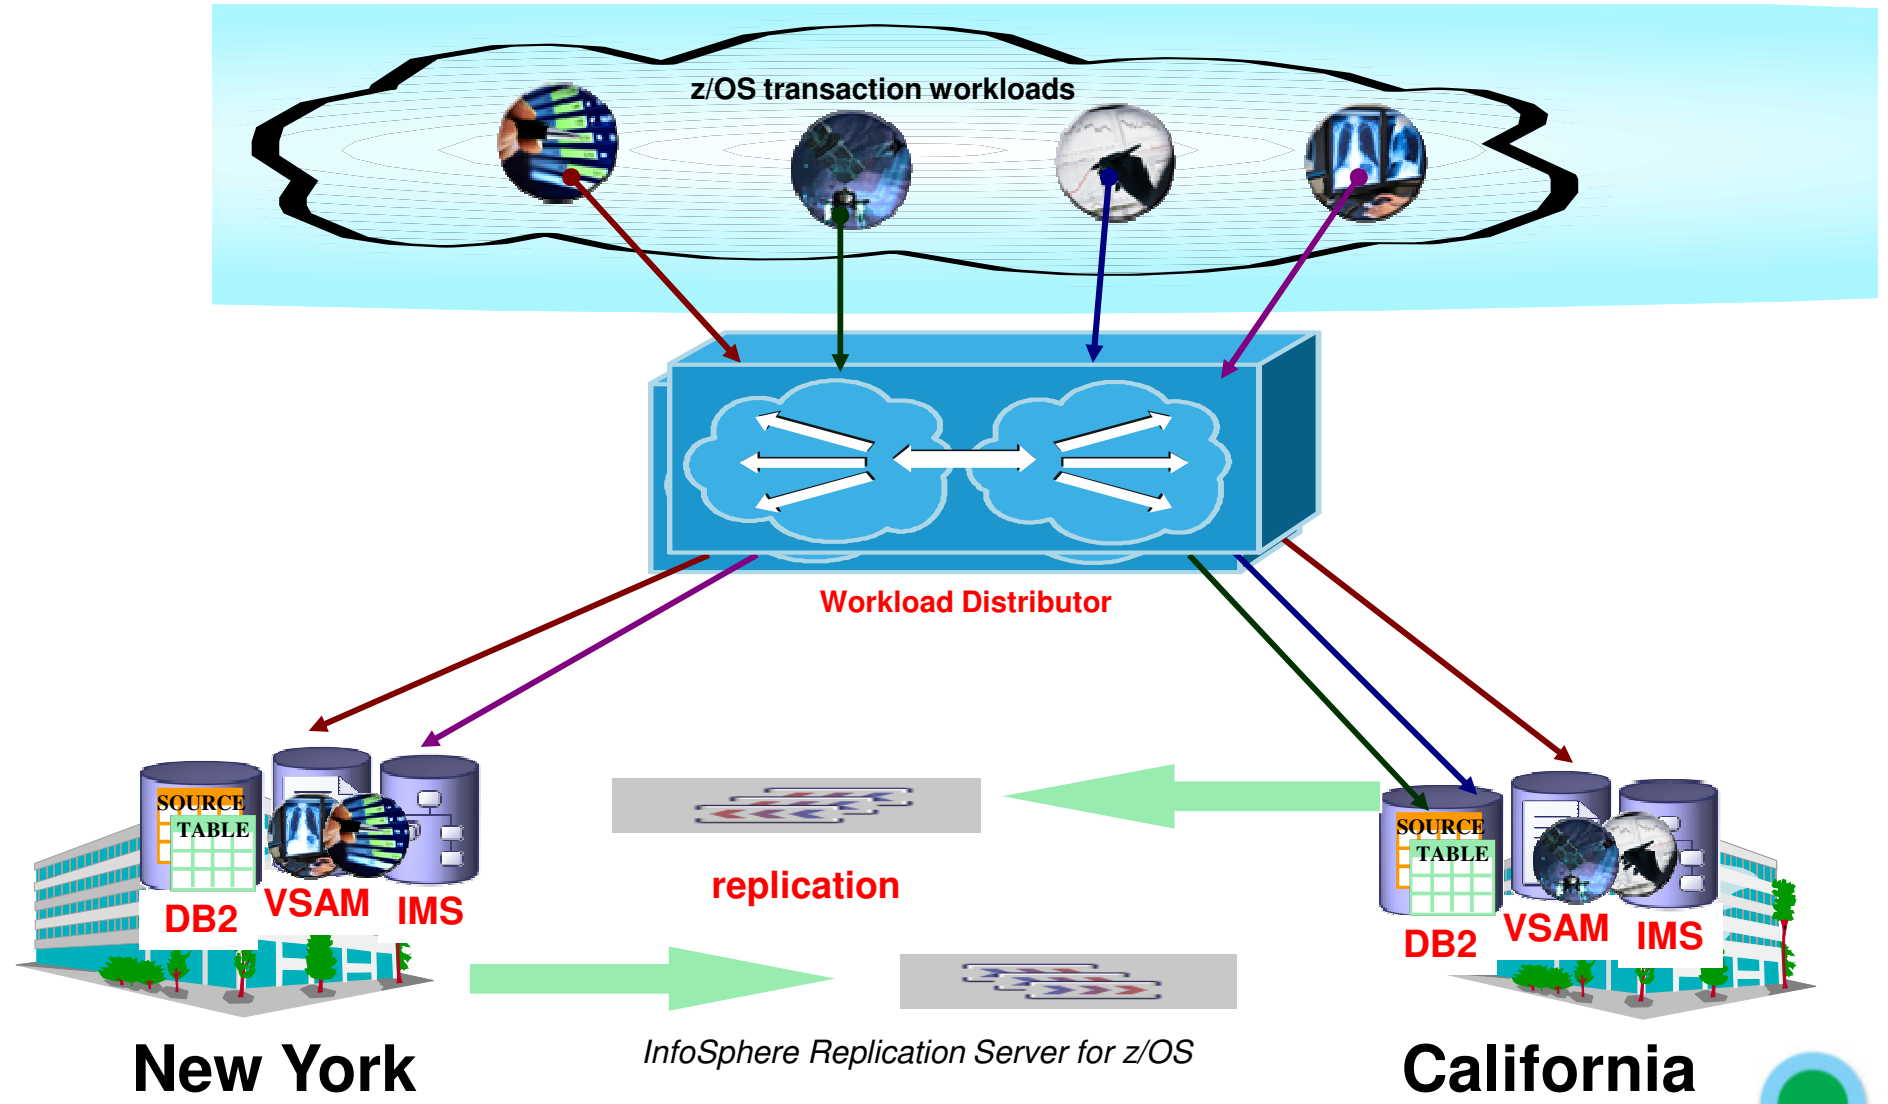 z/OS transaction workloads
Workload Distributor
SOURCE
TABLE
DB2
VSAM
IMS
replication
SOURCE
TABLE
DB2
VSAM
IMS
New York
InfoSphere Replication Server for z/OS
California